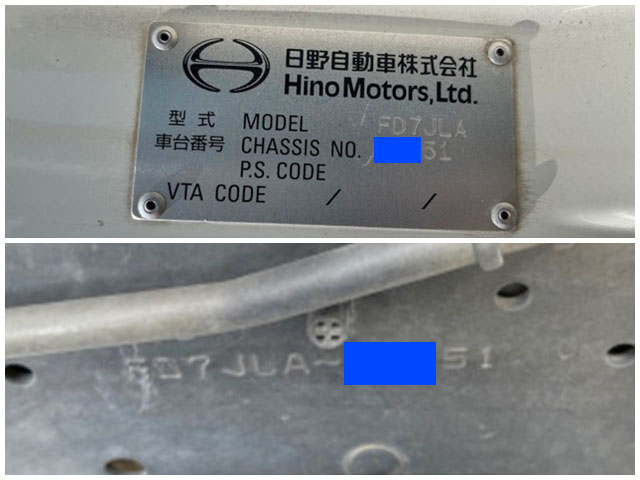 日野自動車株式会社
Hino Motors, Ltd.
型式 MODEL FD7JLA
車台番号 CHASSIS NO. 51
P.S. CODE
VTA CODE / /
FD7JLA~ 51